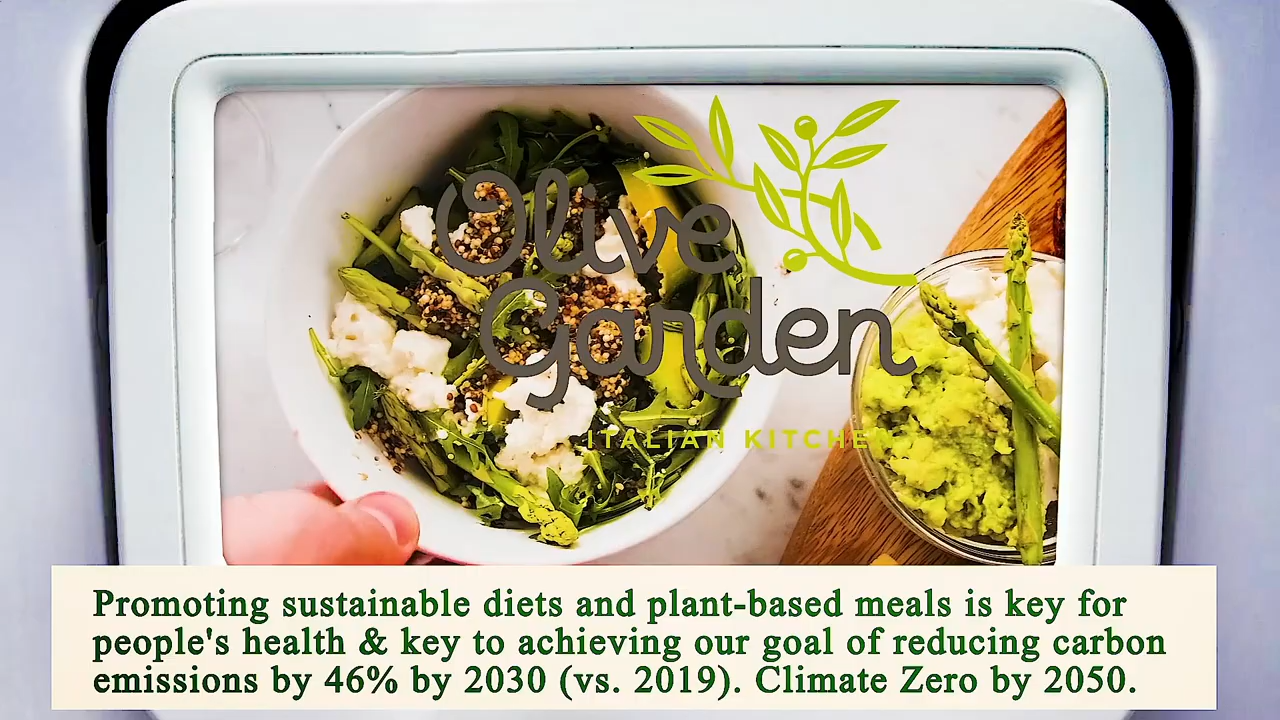 Olive
Garden
ITALIAN KITCHEN
Promoting sustainable diets and plant-based meals is key for
people's health & key to achieving our goal of reducing carbon
emissions by 46% by 2030 (vs. 2019). Climate Zero by 2050.